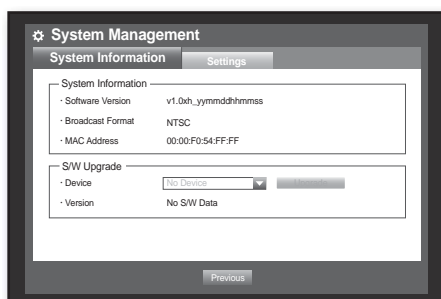 System Management
System Information Settings
System Information
· Software Version v1.0xh_yymmddhhmmss
· Broadcast Format NTSC
· MAC Address 00:00:F0:54:FF:FF
S/W Upgrade
· Device No Device Upgrade
· Version No S/W Data
Previous